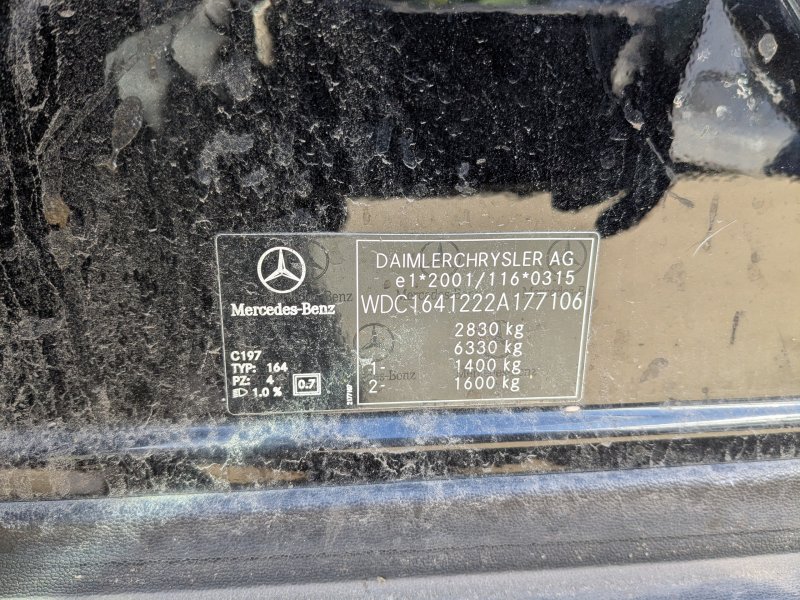 Mercedes-Benz
C197
TYP: 164
PZ: 4
0.7
1.0 %
DAIMLERCHRYSLER AG
e1*2001/116*0315
WDC1641222A177106
2830 kg
6330 kg
1- 1400 kg
2- 1600 kg